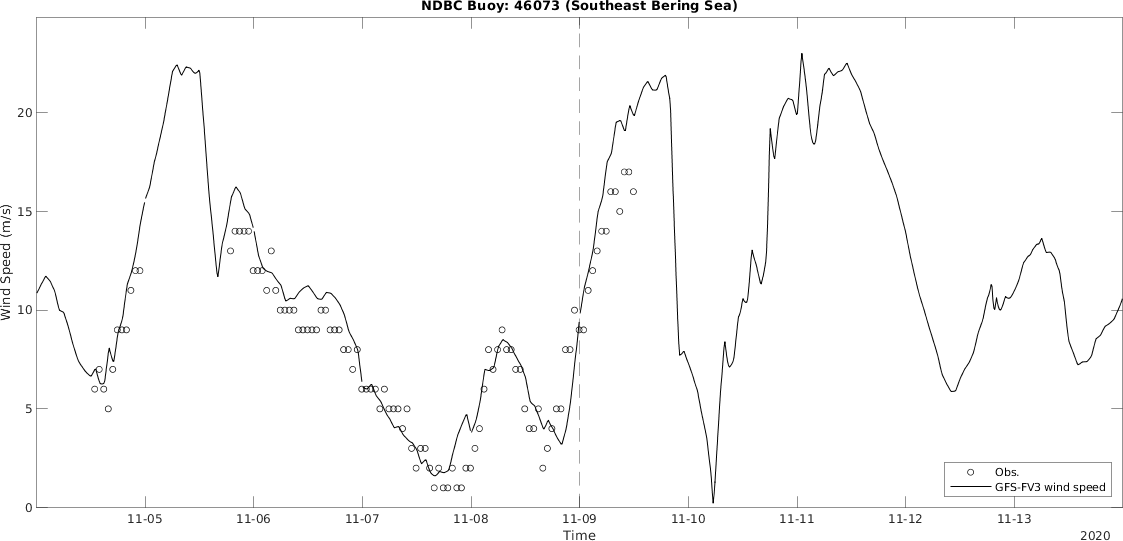 NDBC Buoy: 46073 (Southeast Bering Sea)
Wind Speed (m/s)
20
15
10
5
0
11-05 11-06 11-07 11-08 11-09 11-10 11-11 11-12 11-13
Time
2020
Obs.
GFS-FV3 wind speed